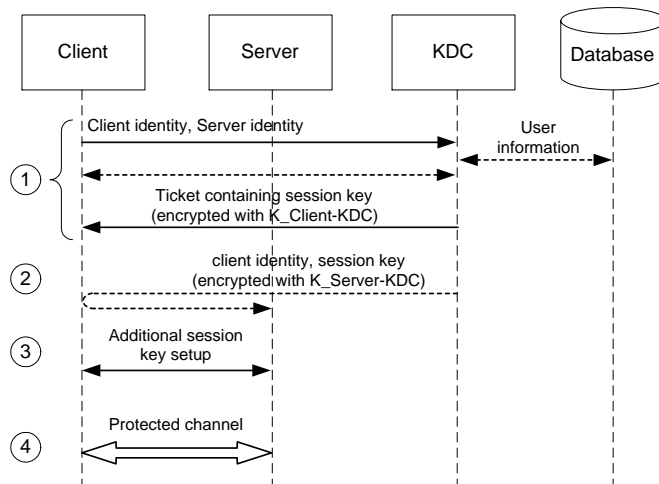 Client
Server
KDC
Database
Client identity, Server identity
User
information
1
Ticket containing session key
(encrypted with K_Client-KDC)
client identity, session key
(encrypted with K_Server-KDC)
2
Additional session
key setup
3
Protected channel
4